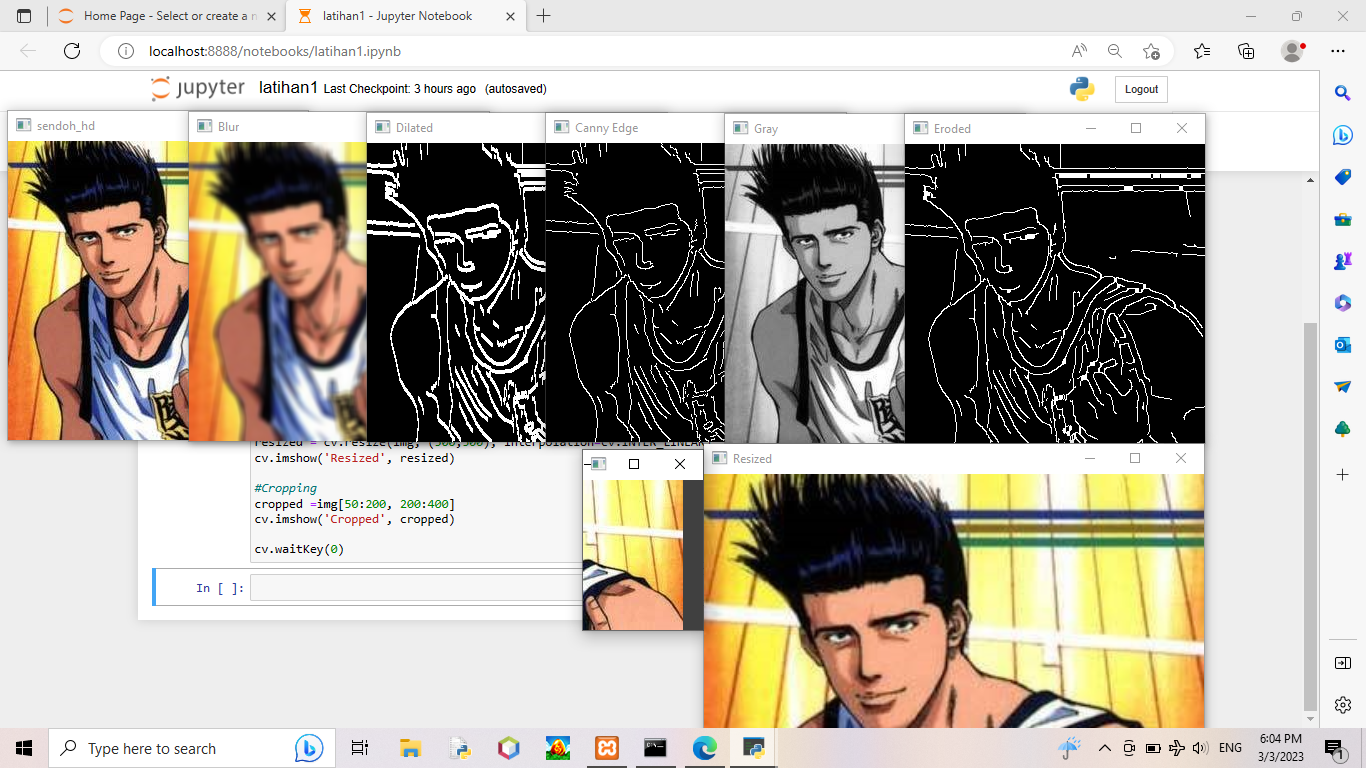 Home Page - Select or create a n
latihan1 - Jupyter Notebook
localhost:8888/notebooks/latihan1.ipynb
jupyter latihan1 Last Checkpoint: 3 hours ago (autosaved)
Logout
sendoh_hd
Blur
Dilated
Canny Edge
Gray
Eroded
resized = cv.resize(img, (500,500), interpolation=cv.INTER_LINEAR
cv.imshow('Resized', resized)
#Cropping
cropped =img[50:200, 200:400]
cv.imshow('Cropped', cropped)
cv.waitKey(0)
In [ ]:
Resized
Type here to search
ENG
6:04 PM
3/3/2023
1